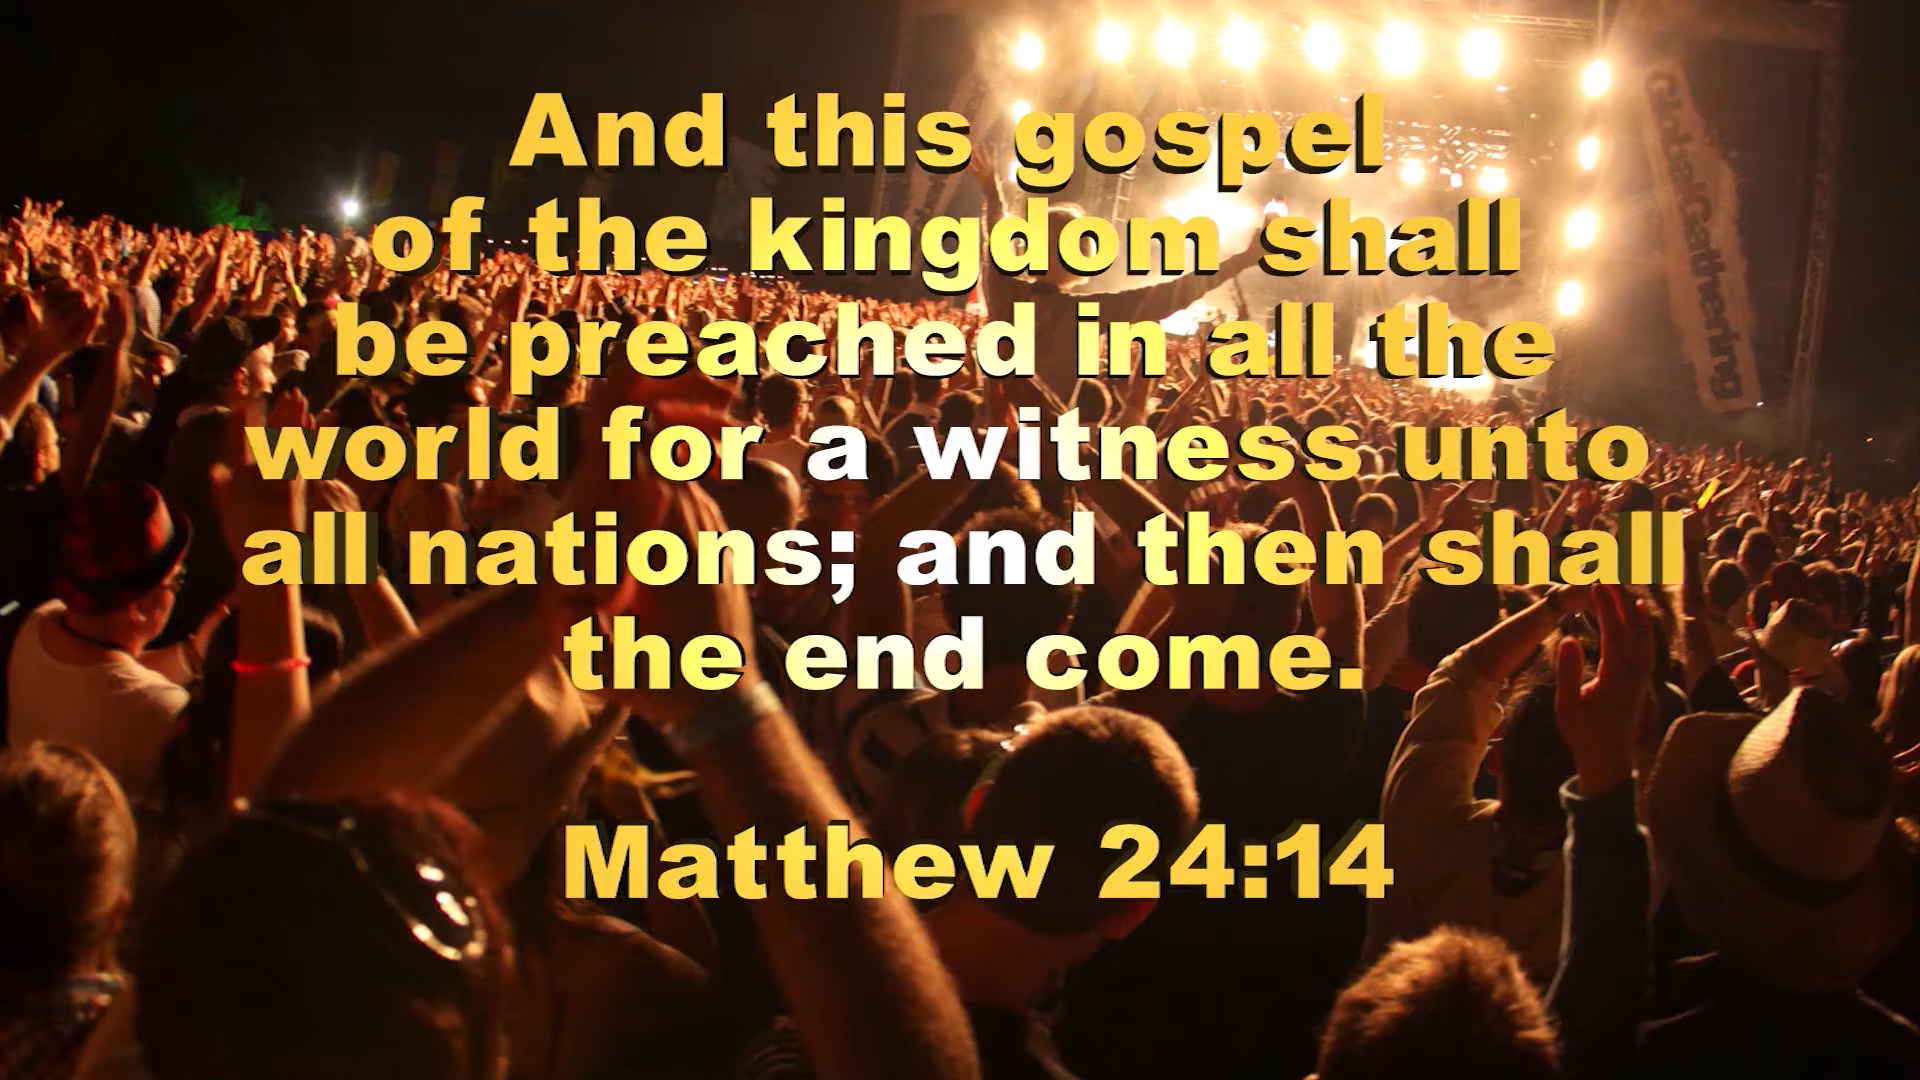 And this gospel
of the kingdom shall
be preached in all the
world for a witness unto
all nations; and then shall
the end come.
Matthew 24:14
GlobalGathering